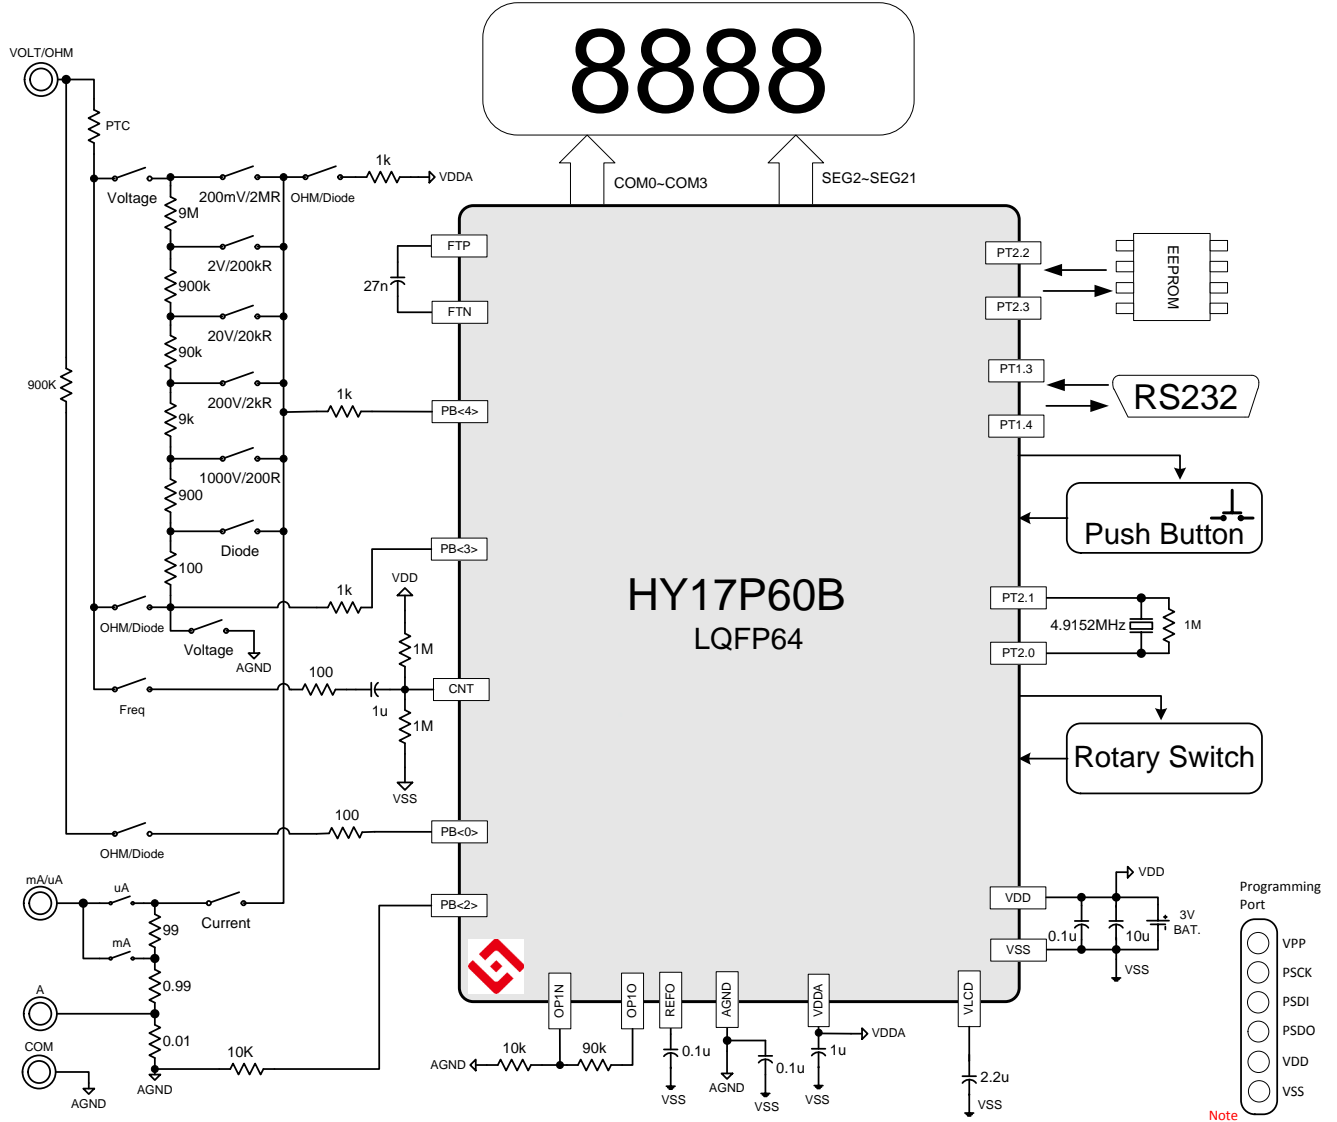 8888
VOLT/OHM
PTC
1k
VDDA
Voltage
200mV/2MR
OHM/Diode
COM0~COM3
SEG2~SEG21
9M
FTP
PT2.2
EEPROM
2V/200kR
900k
27n
FTN
PT2.3
20V/20kR
90k
PT1.3
900K
200V/2kR
1k
PB<4>
RS232
9k
PT1.4
1000V/200R
900
Push Button
Diode
PB<3>
100
VDD
HY17P60B
LQFP64
1k
PT2.1
4.9152MHz
1M
OHM/Diode
Voltage
AGND
1M
PT2.0
100
CNT
Freq
1u
1M
Rotary Switch
VSS
100
PB<0>
OHM/Diode
mA/uA
uA
Current
PB<2>
VDD
VDD
Programming
Port
99
0.1u
10u
3V
BAT.
mA
VSS
VSS
VPP
PSCK
PSDI
PSDO
VDD
VSS
Note
0.99
A
0.01
OP1N
OP1O
REFO
AGND
VDDA
VLCD
VDDA
COM
10K
AGND
10k
90k
0.1u
0.1u
1u
2.2u
AGND
AGND
VSS
AGND
VSS
VSS
VSS